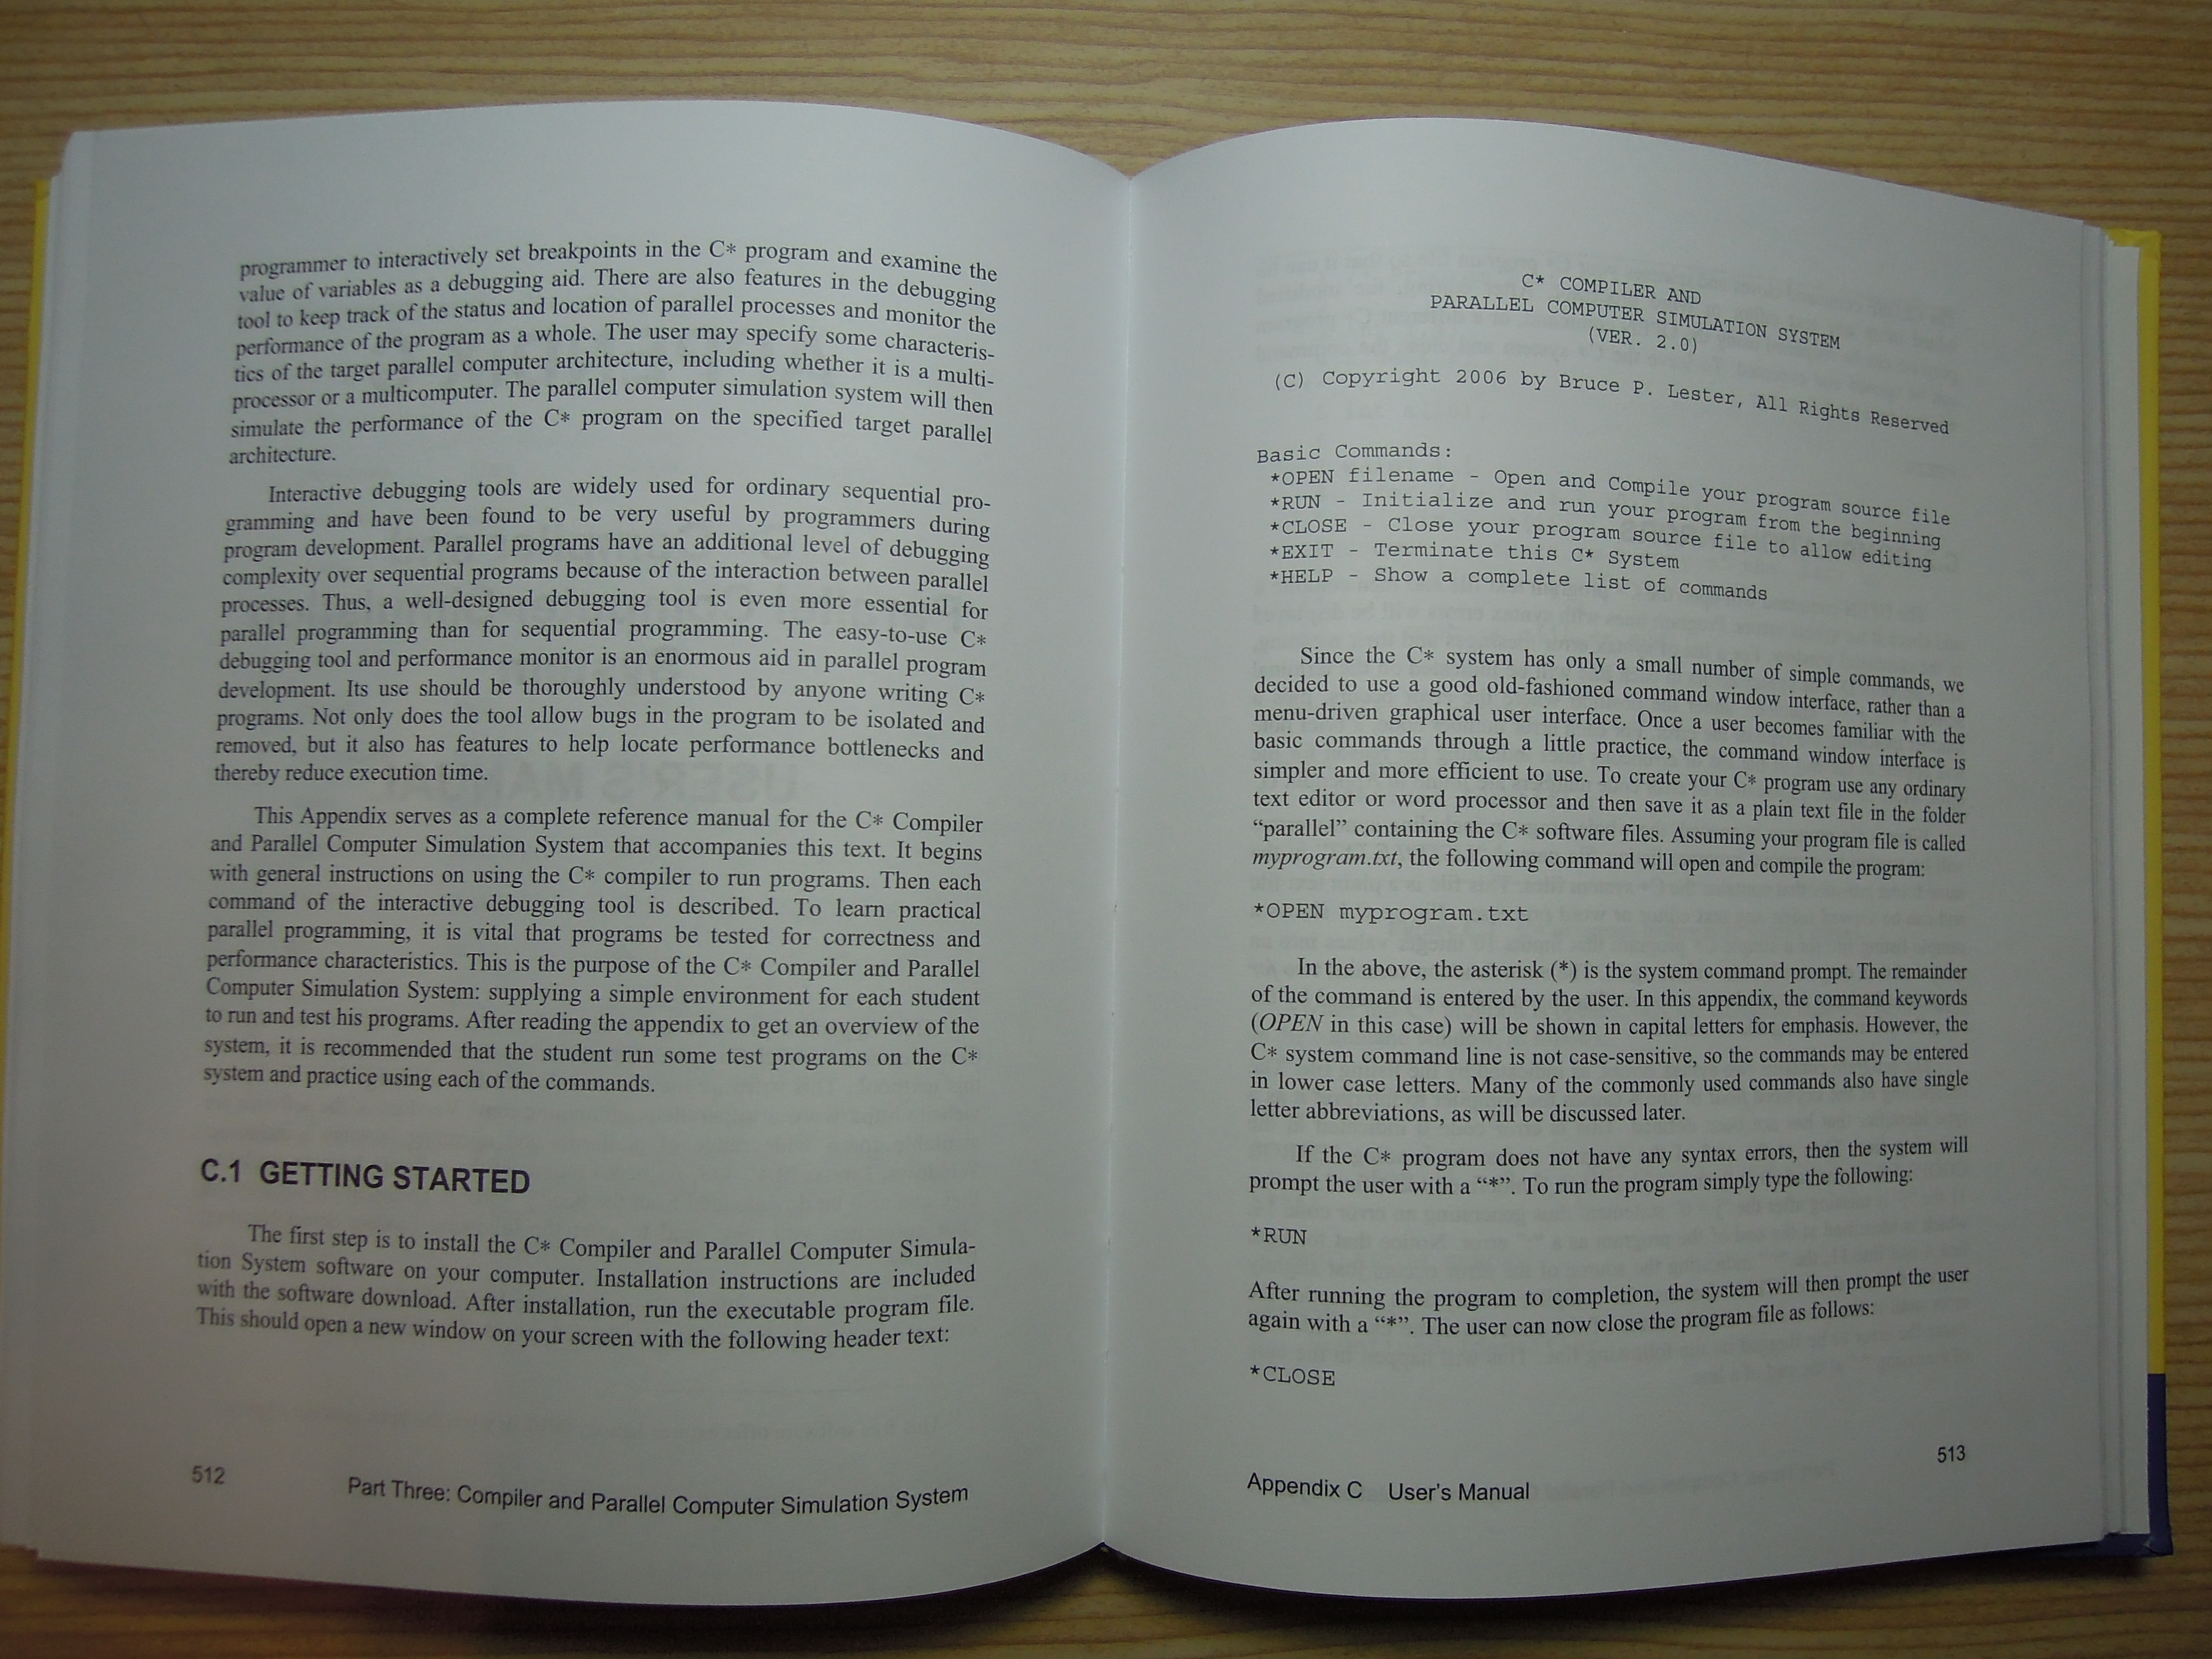 programmer to interactively set breakpoints in the C* program and examine the
value of variables as a debugging aid. There are also features in the debugging
tool to keep track of the status and location of parallel processes and monitor the
performance of the program as a whole. The user may specify some characteris-
tics of the target parallel computer architecture, including whether it is a multi-
processor or a multicomputer. The parallel computer simulation system will then
simulate the performance of the C* program on the specified target parallel
architecture.
Interactive debugging tools are widely used for ordinary sequential pro-
gramming and have been found to be very useful by programmers during
program development. Parallel programs have an additional level of debugging
complexity over sequential programs because of the interaction between parallel
processes. Thus, a well-designed debugging tool is even more essential for
parallel programming than for sequential programming. The easy-to-use C*
debugging tool and performance monitor is an enormous aid in parallel program
development. Its use should be thoroughly understood by anyone writing C*
programs. Not only does the tool allow bugs in the program to be isolated and
removed, but it also has features to help locate performance bottlenecks and
thereby reduce execution time.
This Appendix serves as a complete reference manual for the C* Compiler
and Parallel Computer Simulation System that accompanies this text. It begins
with general instructions on using the C* compiler to run programs. Then each
command of the interactive debugging tool is described. To learn practical
parallel programming, it is vital that programs be tested for correctness and
performance characteristics. This is the purpose of the C* Compiler and Parallel
Computer Simulation System: supplying a simple environment for each student
to run and test his programs. After reading the appendix to get an overview of the
system, it is recommended that the student run some test programs on the C*
system and practice using each of the commands.
C.1 GETTING STARTED
The first step is to install the C* Compiler and Parallel Computer Simula-
tion System software on your computer. Installation instructions are included
with the software download. After installation, run the executable program file.
This should open a new window on your screen with the following header text:
512 Part Three: Compiler and Parallel Computer Simulation System
C* COMPILER AND
PARALLEL COMPUTER SIMULATION SYSTEM
(VER. 2.0)
(C) Copyright 2006 by Bruce P. Lester, All Rights Reserved
Basic Commands:
*OPEN filename - Open and Compile your program source file
*RUN - Initialize and run your program from the beginning
*CLOSE - Close your program source file to allow editing
*EXIT - Terminate this C* System
*HELP - Show a complete list of commands
Since the C* system has only a small number of simple commands, we
decided to use a good old-fashioned command window interface, rather than a
menu-driven graphical user interface. Once a user becomes familiar with the
basic commands through a little practice, the command window interface is
simpler and more efficient to use. To create your C* program use any ordinary
text editor or word processor and then save it as a plain text file in the folder
“parallel” containing the C* software files. Assuming your program file is called
myprogram.txt, the following command will open and compile the program:
*OPEN myprogram.txt
In the above, the asterisk (*) is the system command prompt. The remainder
of the command is entered by the user. In this appendix, the command keywords
(OPEN in this case) will be shown in capital letters for emphasis. However, the
C* system command line is not case-sensitive, so the commands may be entered
in lower case letters. Many of the commonly used commands also have single
letter abbreviations, as will be discussed later.
If the C* program does not have any syntax errors, then the system will
prompt the user with a “*”. To run the program simply type the following:
*RUN
After running the program to completion, the system will then prompt the user
again with a “*”. The user can now close the program file as follows:
*CLOSE
Appendix C User's Manual 513